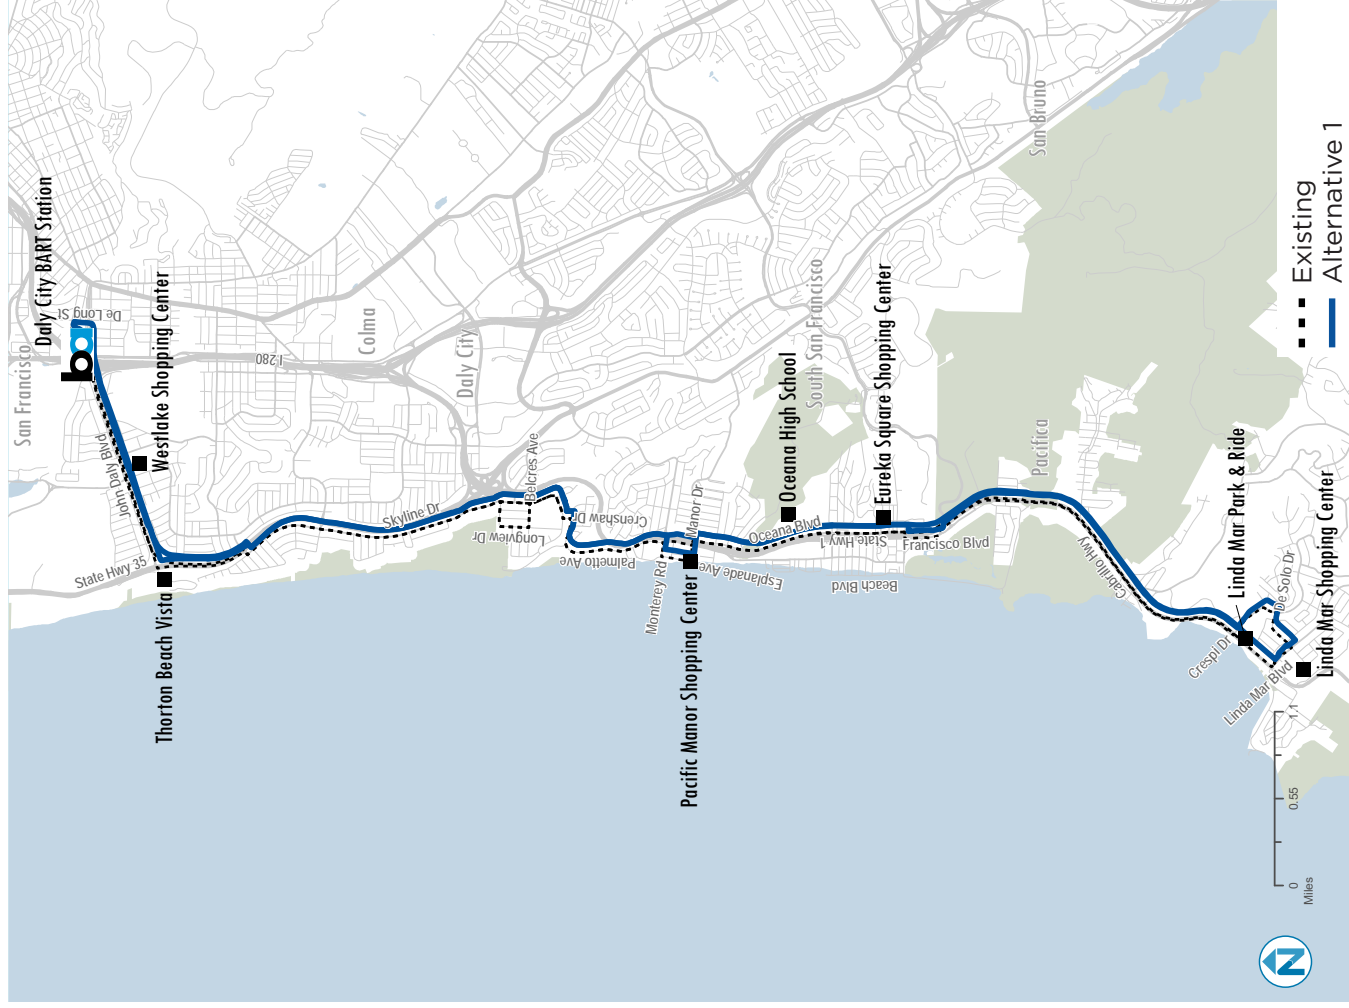 San Francisco
Daly City BART Station
De Long St
ba
Westlake Shopping Center
John Daly Blvd
I-280
Colma
Daly City
State Hwy 35
Thorton Beach Vista
Skyline Dr
Longview Dr
Belcres Ave
Crenshaw Dr
Palmetto Ave
Monterey Rd
Manor Dr
Pacific Manor Shopping Center
Esplanade Ave
Oceana Blvd
Oceana High School
South San Francisco
Eureka Square Shopping Center
State Hwy 1
Francisco Blvd
Beach Blvd
San Bruno
Pacifica
Cabrillo Hwy
Linda Mar Park & Ride
Crespi Dr
De Solo Dr
Linda Mar Blvd
Linda Mar Shopping Center
Existing
Alternative 1
0
0.55
1.1
Miles
N